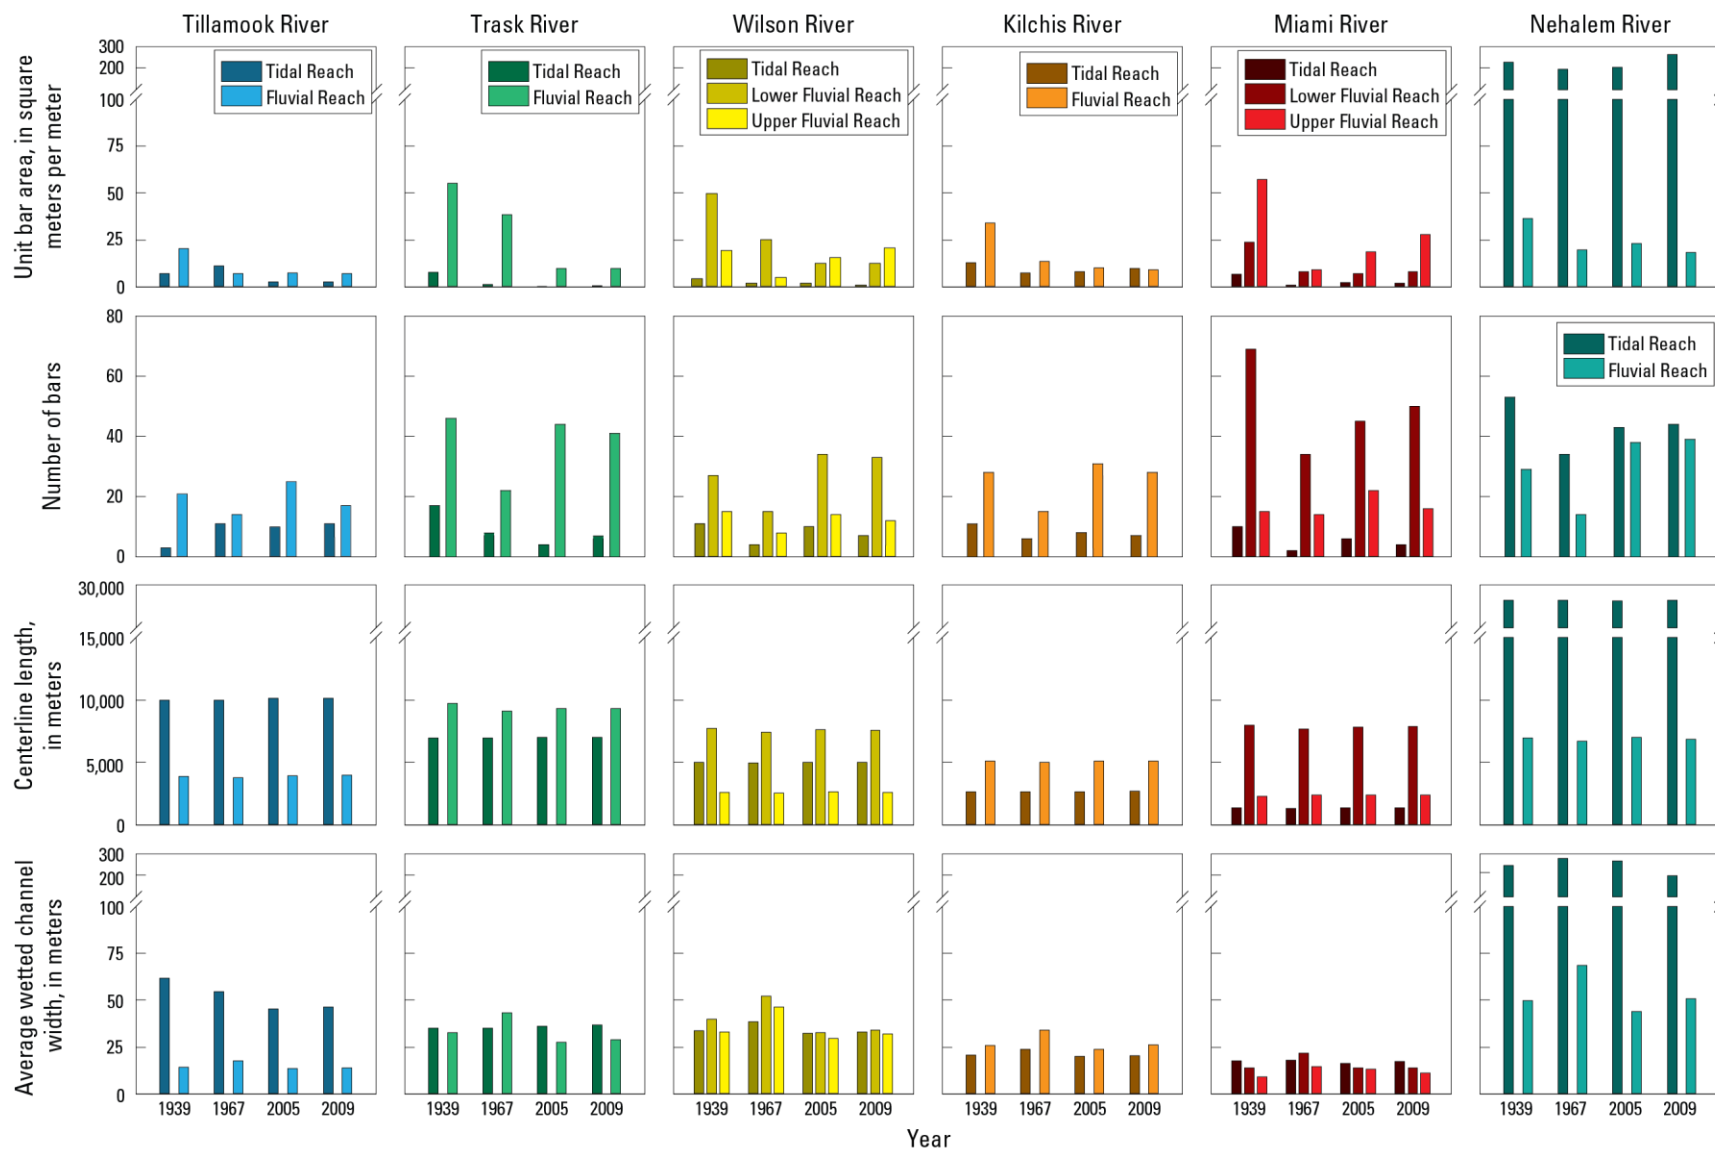 Tillamook River
Trask River
Wilson River
Kilchis River
Miami River
Nehalem River
Unit bar area, in square
meters per meter
300
200
100
75
50
25
0
Tidal Reach
Fluvial Reach
Tidal Reach
Fluvial Reach
Tidal Reach
Lower Fluvial Reach
Upper Fluvial Reach
Tidal Reach
Fluvial Reach
Tidal Reach
Lower Fluvial Reach
Upper Fluvial Reach
Number of bars
80
60
40
20
0
Tidal Reach
Fluvial Reach
Centerline length,
in meters
30,000
15,000
10,000
5,000
0
Average wetted channel
width, in meters
300
200
100
75
50
25
0
1939 1967 2005 2009
1939 1967 2005 2009
1939 1967 2005 2009
1939 1967 2005 2009
1939 1967 2005 2009
1939 1967 2005 2009
Year